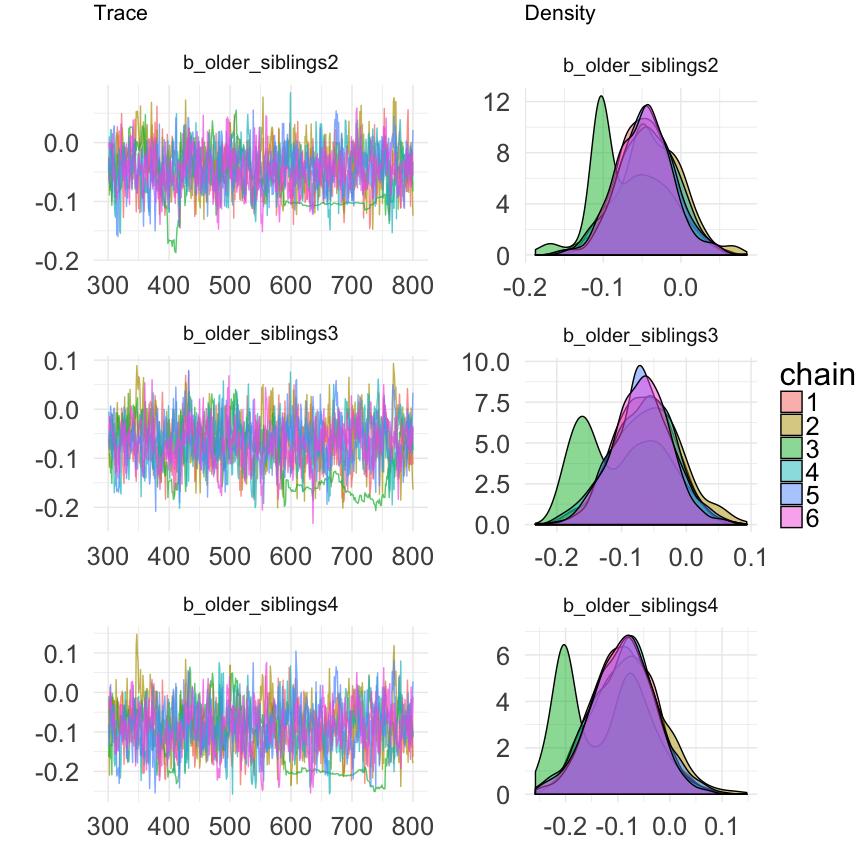 Trace
Density
b_older_siblings2
b_older_siblings2
0.0
-0.1
-0.2
300 400 500 600 700 800
12
8
4
0
-0.2 -0.1 0.0
b_older_siblings3
b_older_siblings3
0.1
0.0
-0.1
-0.2
300 400 500 600 700 800
10.0
7.5
5.0
2.5
0.0
-0.2 -0.1 0.0 0.1
chain
1
2
3
4
5
6
b_older_siblings4
b_older_siblings4
0.1
0.0
-0.1
-0.2
300 400 500 600 700 800
6
4
2
0
-0.2 -0.1 0.0 0.1